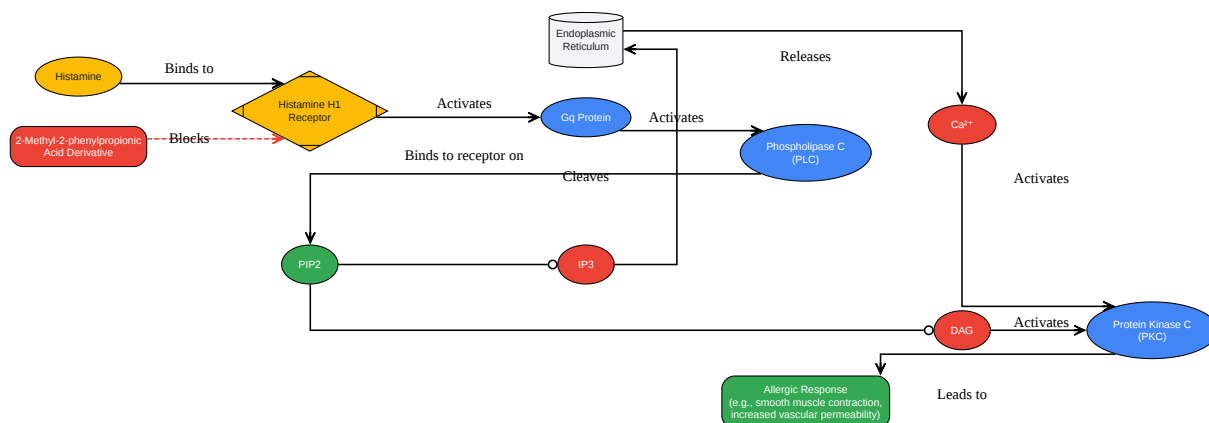 Endoplasmic
Reticulum
Releases
Histamine
Binds to
Histamine H1
Receptor
Activates
Gq Protein
Activates
Ca²⁺
2-Methyl-2-phenylpropionic
Acid Derivative
Blocks
Phospholipase C
(PLC)
Binds to receptor on
Cleaves
Activates
PIP2
IP3
DAG
Activates
Protein Kinase C
(PKC)
Allergic Response
(e.g., smooth muscle contraction,
increased vascular permeability)
Leads to